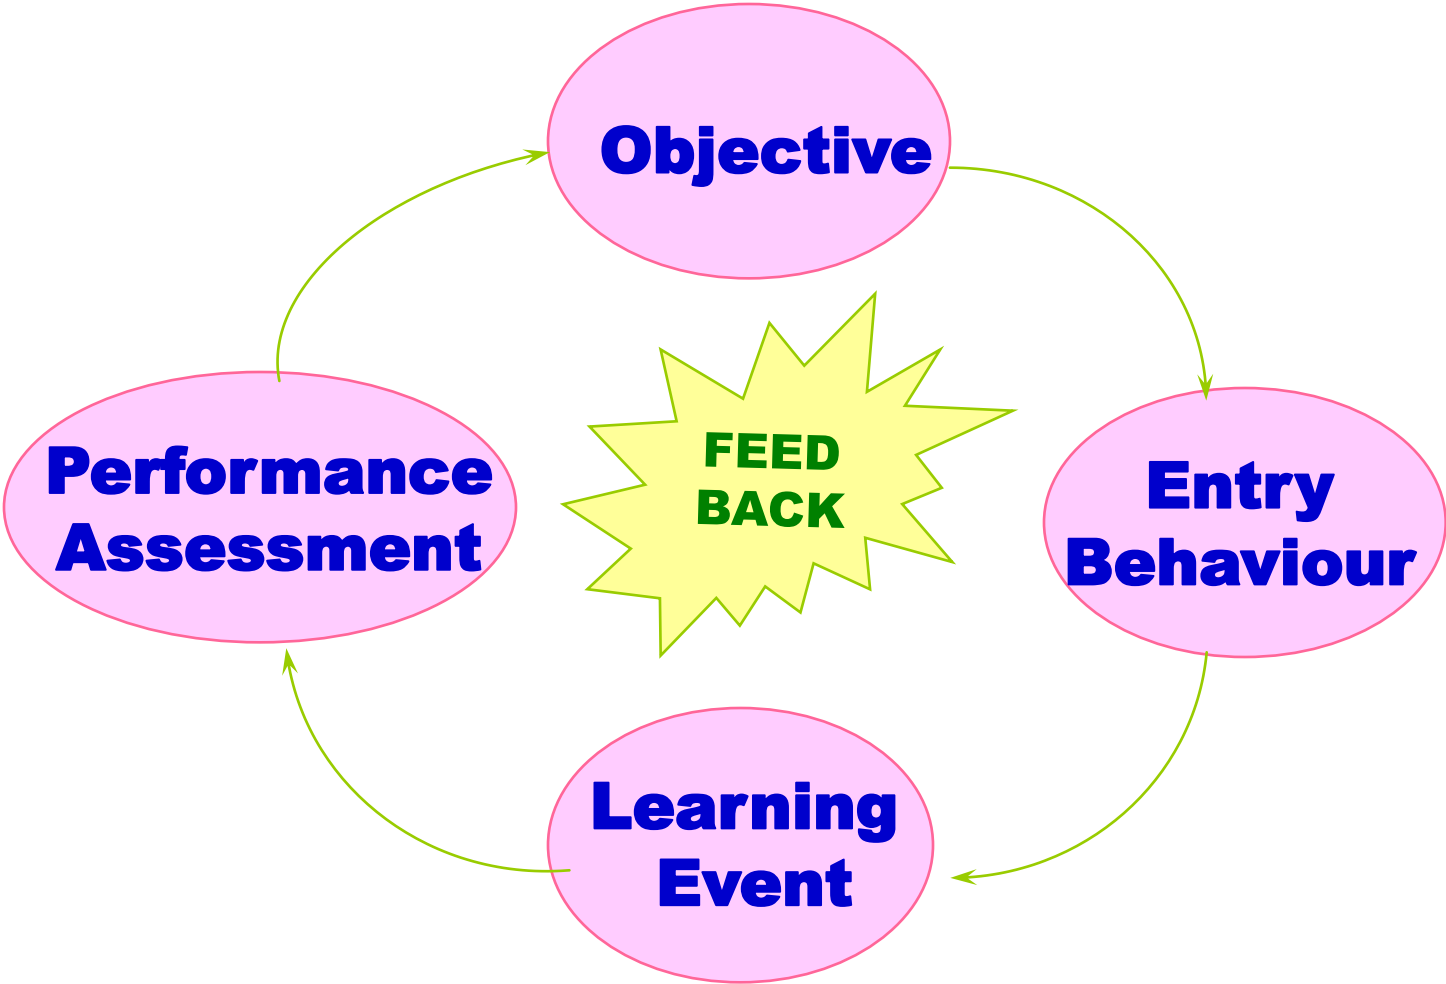 Objective
FEED
BACK
Performance
Assessment
Entry
Behaviour
Learning
Event